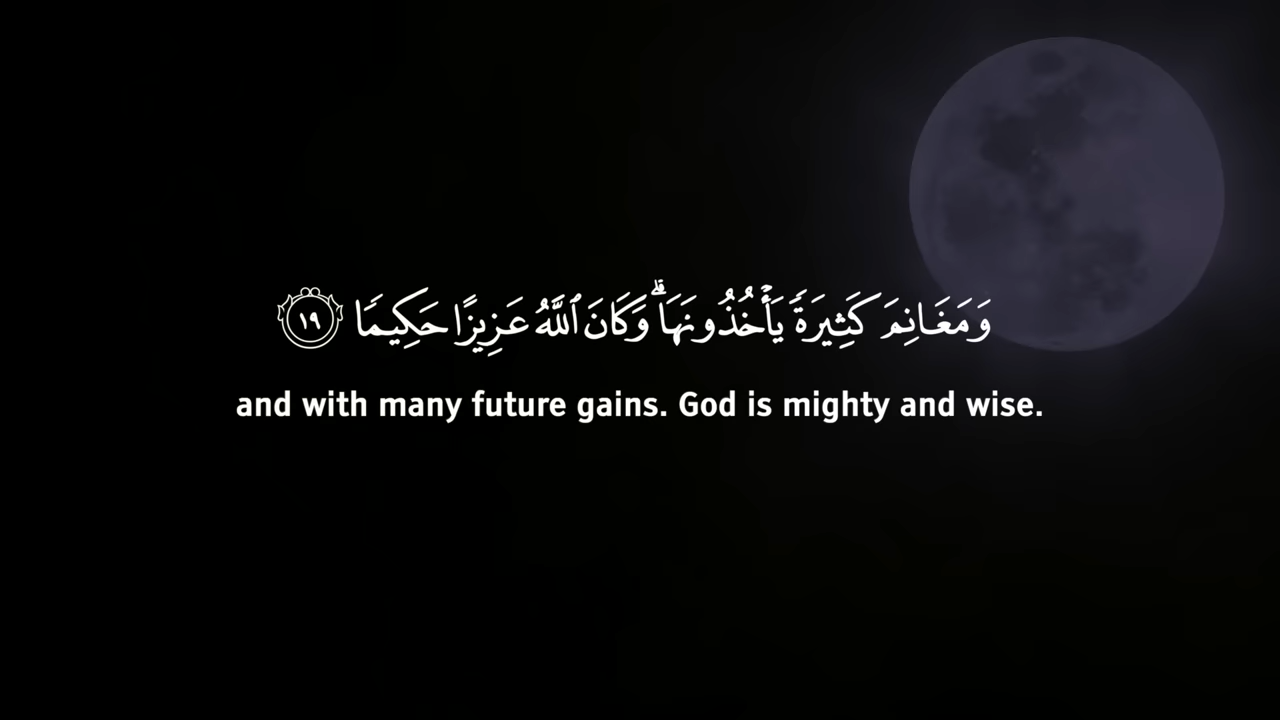 وَمَغَانِمَ كَثِيرَةً يَأْخُذُونَهَا ۗ وَكَانَ ٱللَّهُ عَزِيزًا حَكِيمًا ١٩
and with many future gains. God is mighty and wise.